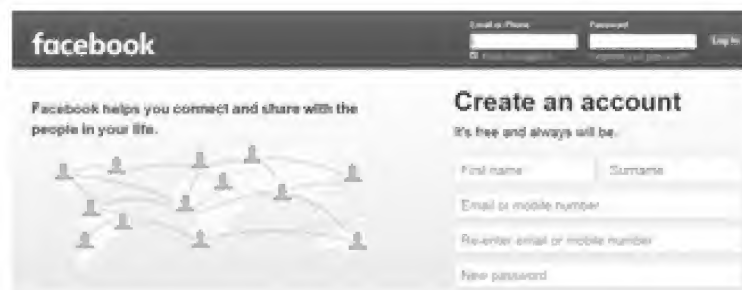 Email or Phone
Password
facebook
Log In
Facebook helps you connect and share with the
people in your life.
Create an account
It's free and always will be.
First name
Surname
Email or mobile number
Re-enter email or mobile number
New password